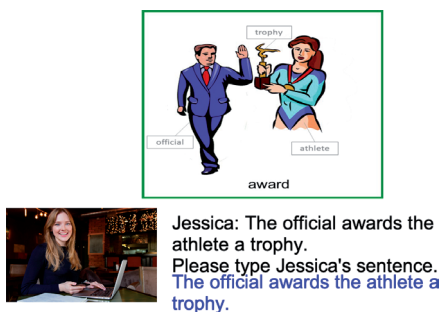 trophy
official
athlete
award
Jessica: The official awards the
athlete a trophy.
Please type Jessica's sentence.
The official awards the athlete a
trophy.